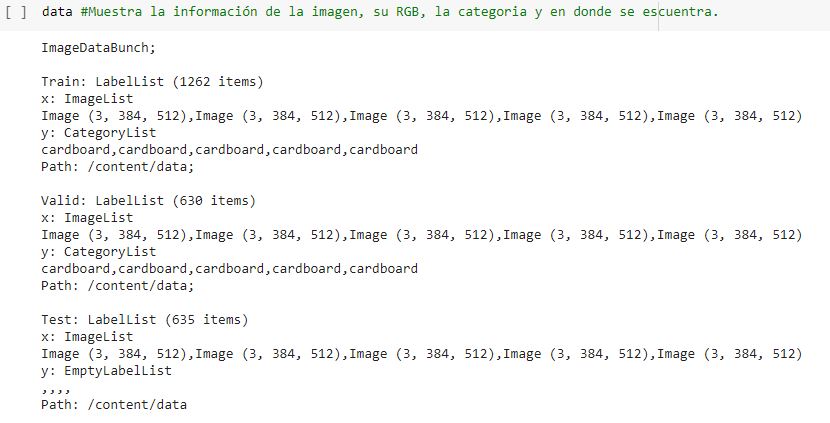 [ ] data #Muestra la información de la imagen, su RGB, la categoria y en donde se escuentra.
ImageDataBunch;
Train: LabelList (1262 items)
x: ImageList
Image (3, 384, 512),Image (3, 384, 512),Image (3, 384, 512),Image (3, 384, 512),Image (3, 384, 512)
y: CategoryList
cardboard,cardboard,cardboard,cardboard,cardboard
Path: /content/data;
Valid: LabelList (630 items)
x: ImageList
Image (3, 384, 512),Image (3, 384, 512),Image (3, 384, 512),Image (3, 384, 512),Image (3, 384, 512)
y: CategoryList
cardboard,cardboard,cardboard,cardboard,cardboard
Path: /content/data;
Test: LabelList (635 items)
x: ImageList
Image (3, 384, 512),Image (3, 384, 512),Image (3, 384, 512),Image (3, 384, 512),Image (3, 384, 512)
y: EmptyLabelList
,,,,
Path: /content/data